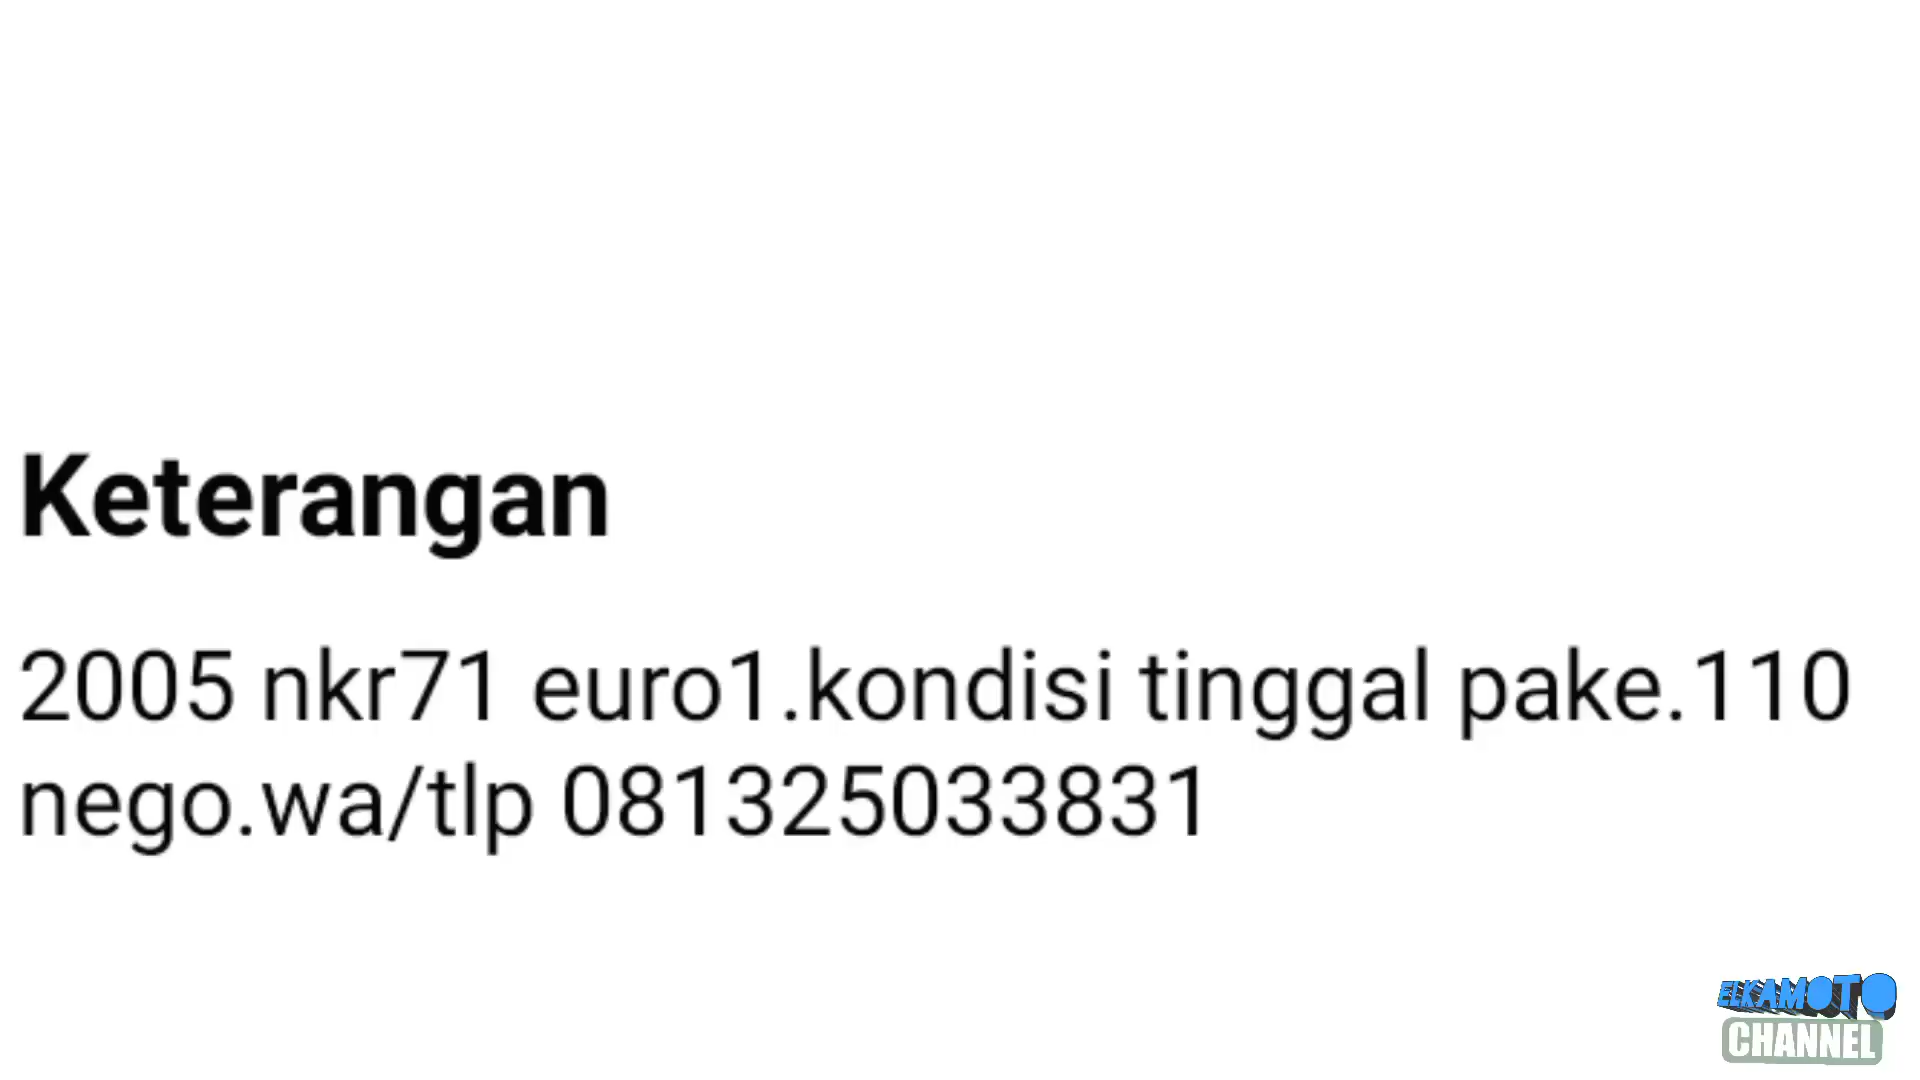 Keterangan
2005 nkr71 euro1.kondisi tinggal pake.110
nego.wa/tlp 081325033831
ELKAMOTO
CHANNEL